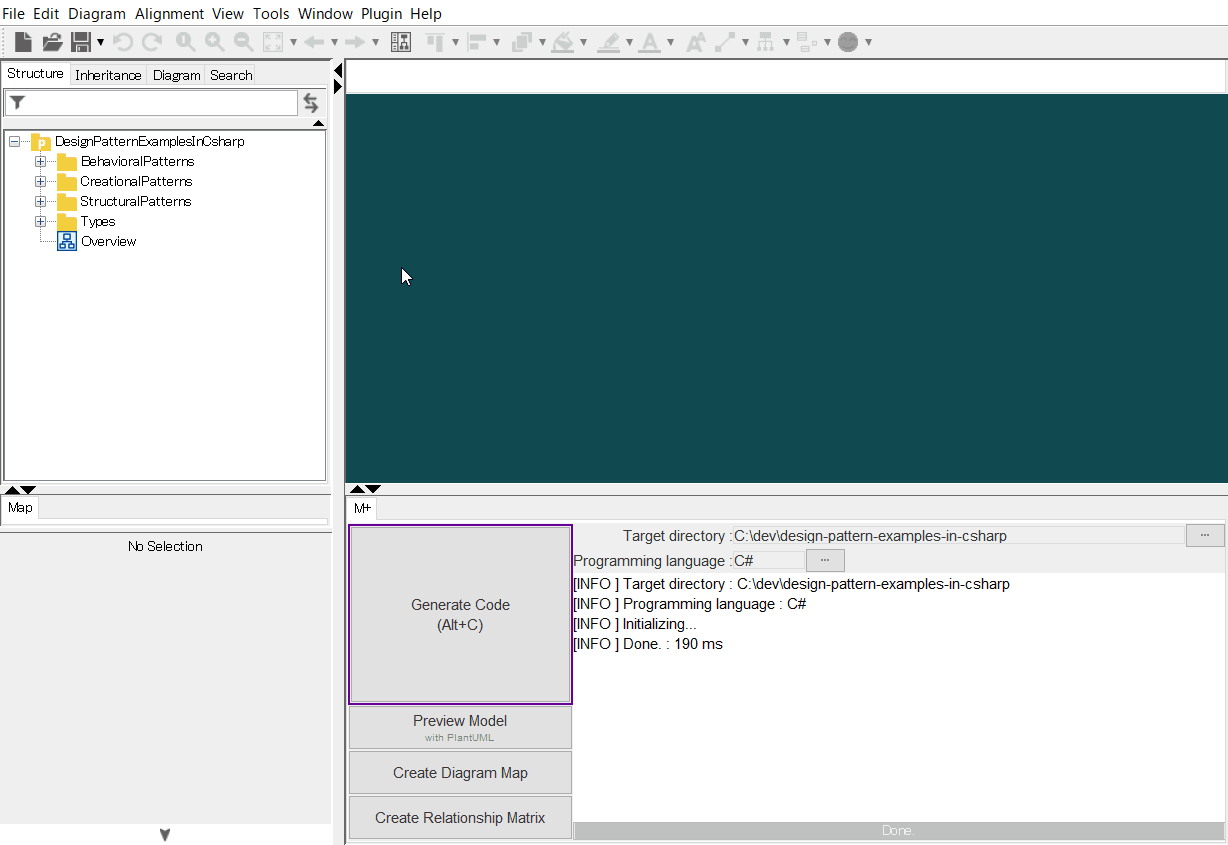 File Edit Diagram Alignment View Tools Window Plugin Help
Structure Inheritance Diagram Search
DesignPatternExamplesInCsharp
BehavioralPatterns
CreationalPatterns
StructuralPatterns
Types
Overview
Map
No Selection
M+
Generate Code
(Alt+C)
Preview Model
with PlantUML
Create Diagram Map
Create Relationship Matrix
Target directory : C:\dev\design-pattern-examples-in-csharp ...
Programming language : C# ...
[INFO ] Target directory : C:\dev\design-pattern-examples-in-csharp
[INFO ] Programming language : C#
[INFO ] Initializing...
[INFO ] Done. : 190 ms
Done.